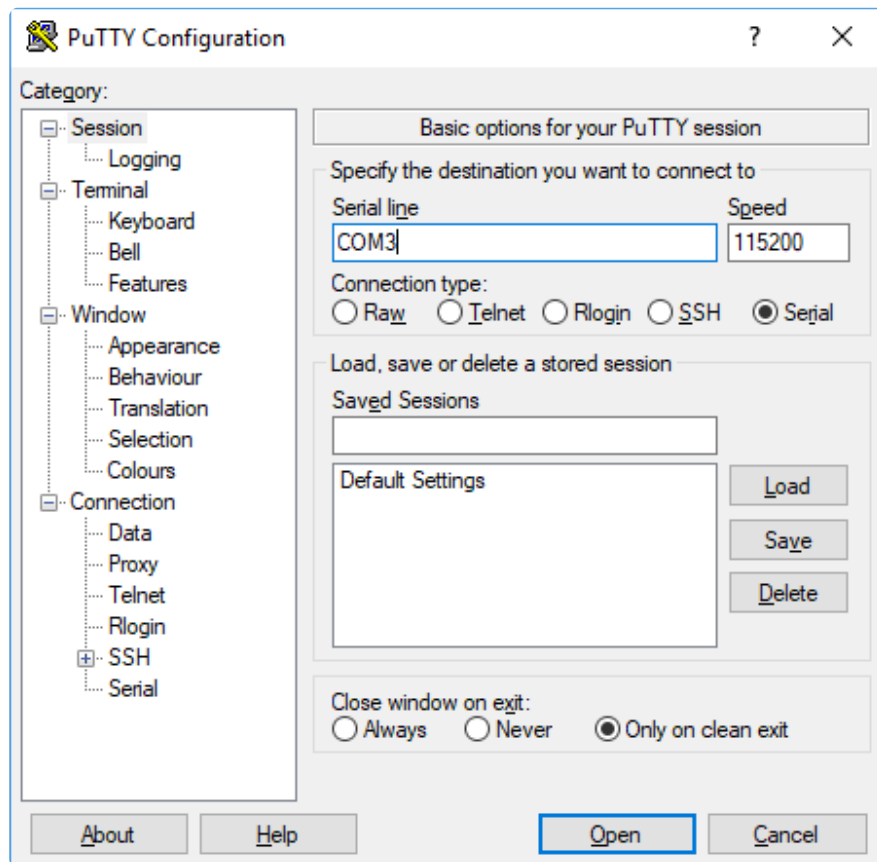 PuTTY Configuration
?
Category:
Session
Logging
Terminal
Keyboard
Bell
Features
Window
Appearance
Behaviour
Translation
Selection
Colours
Connection
Data
Proxy
Telnet
Rlogin
SSH
Serial
Basic options for your PuTTY session
Specify the destination you want to connect to
Serial line Speed
COM3 115200
Connection type:
Raw Telnet Rlogin SSH Serial
Load, save or delete a stored session
Saved Sessions
Default Settings
Load
Save
Delete
Close window on exit:
Always Never Only on clean exit
About Help Open Cancel